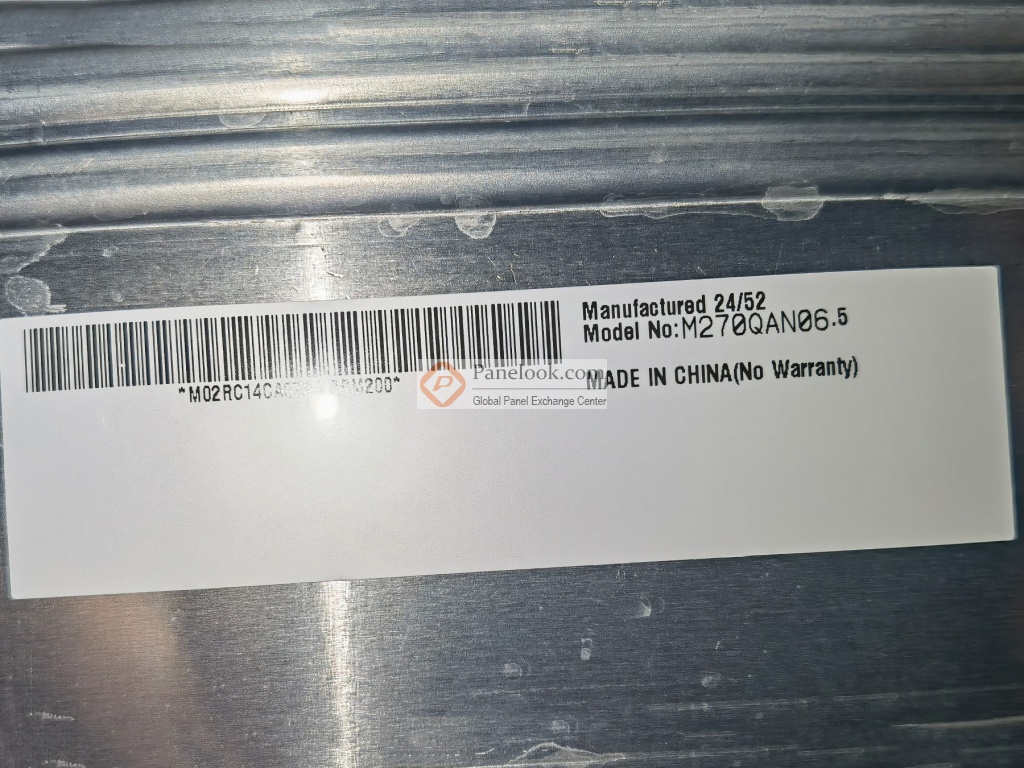 Manufactured 24/52
Model No:M270QAN06.5
MADE IN CHINA(No Warranty)
Panelook.com
Global Panel Exchange Center